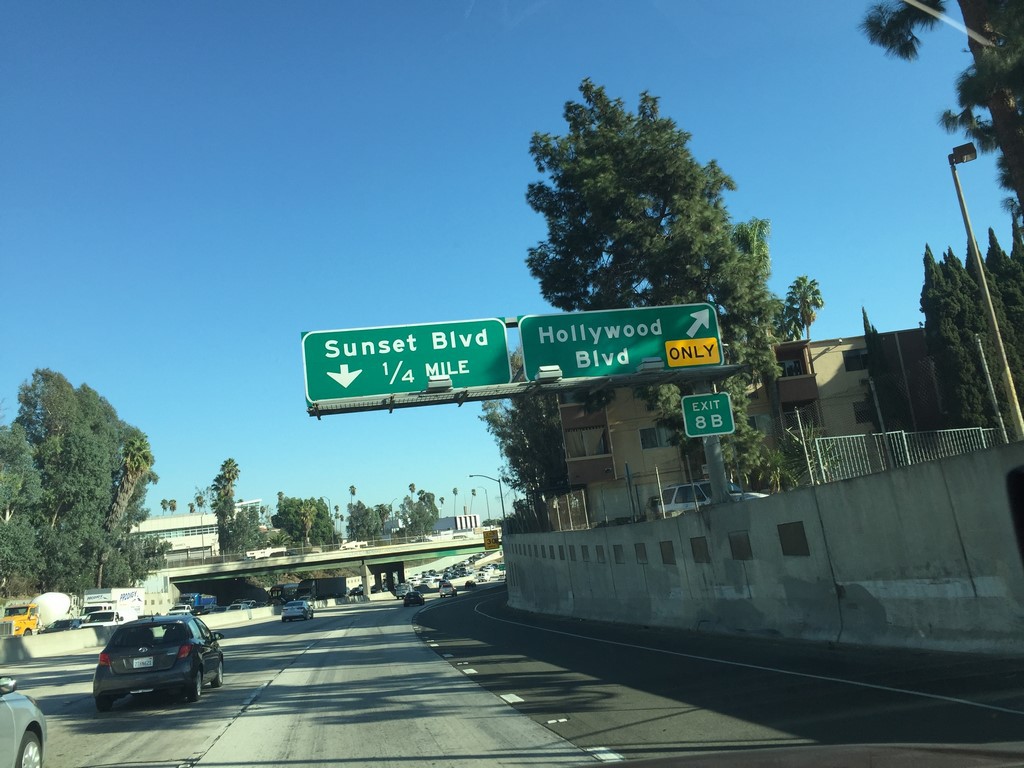 Sunset Blvd
1/4 MILE
Hollywood
Blvd
ONLY
EXIT
8 B